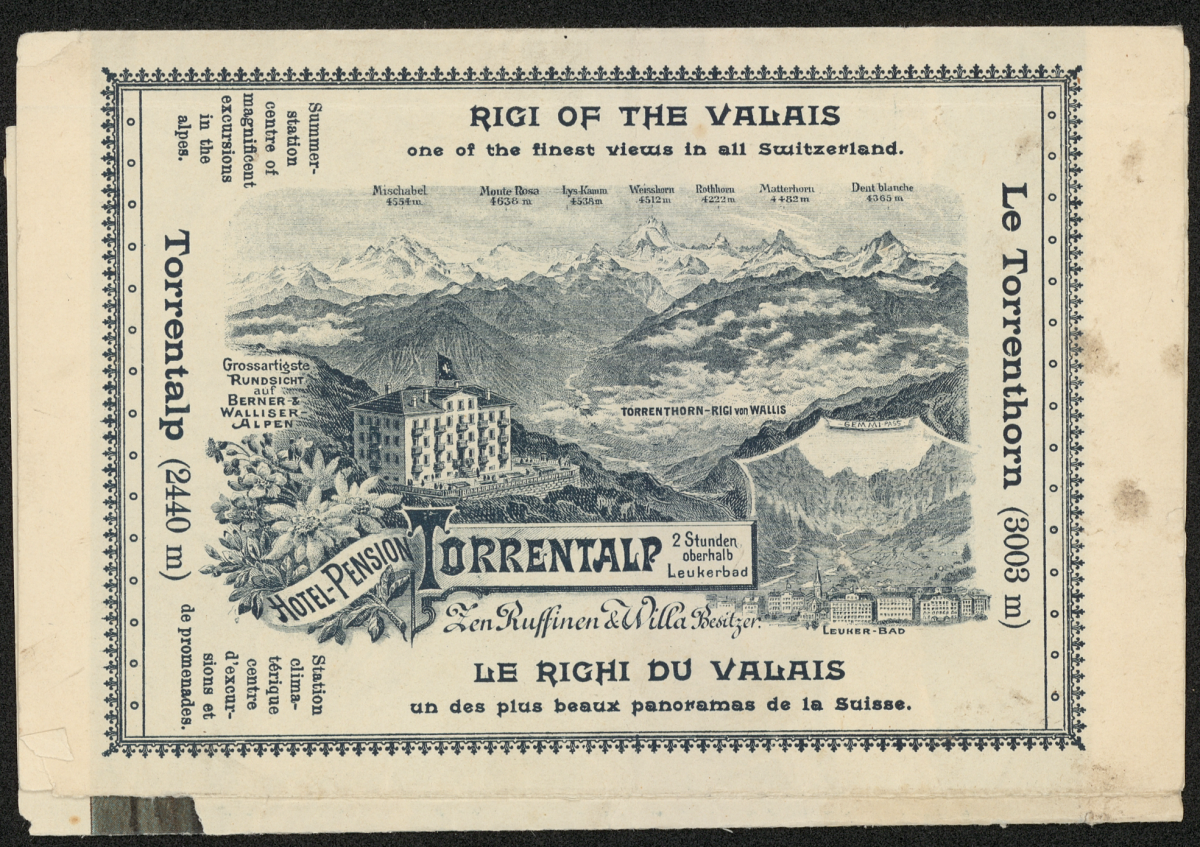 RIGI OF THE VALAIS
one of the finest views in all Switzerland.
Summer-
station
centre of
magnificent
excursions
in the
alpes.
Torrentalp (2440 m)
Station
clima-
térique
centre
d'excur-
sions et
de promenades.
Mischabel
4554 m
Monte Rosa
4638 m
Lys-Kamm
4538m
Weisshorn
4512 m
Rothhorn
4222 m
Matterhorn
4482 m
Dent blanche
4365 m
Grossartigste
RUNDSICHT
auf
BERNER- &
WALLISER-
ALPEN
TORRENTHORN-RIGI von WALLIS
GEMMI-PASS
HOTEL-PENSION
TORRENTALP
2 Stunden
oberhalb
Leukerbad
Zen Ruffinen & Willa Besitzer.
LEUKER-BAD
Le Torrenthorn (3003 m)
LE RIGHI DU VALAIS
un des plus beaux panoramas de la Suisse.